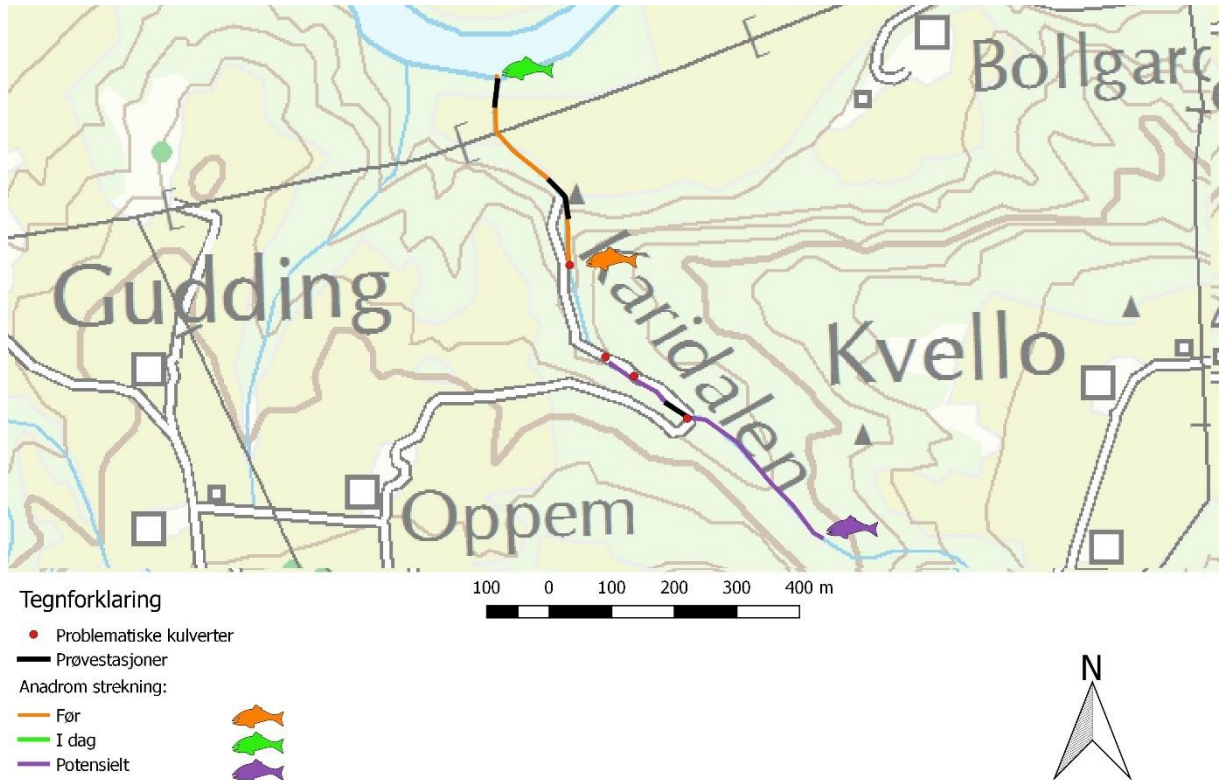 Bollgard
Gudding
Karidalen
Kvello
Oppem
100 0 100 200 300 400 m
Tegnforklaring
Problematiske kulverter
Prøvestasjoner
Anadrom strekning:
Før
I dag
Potensielt
N